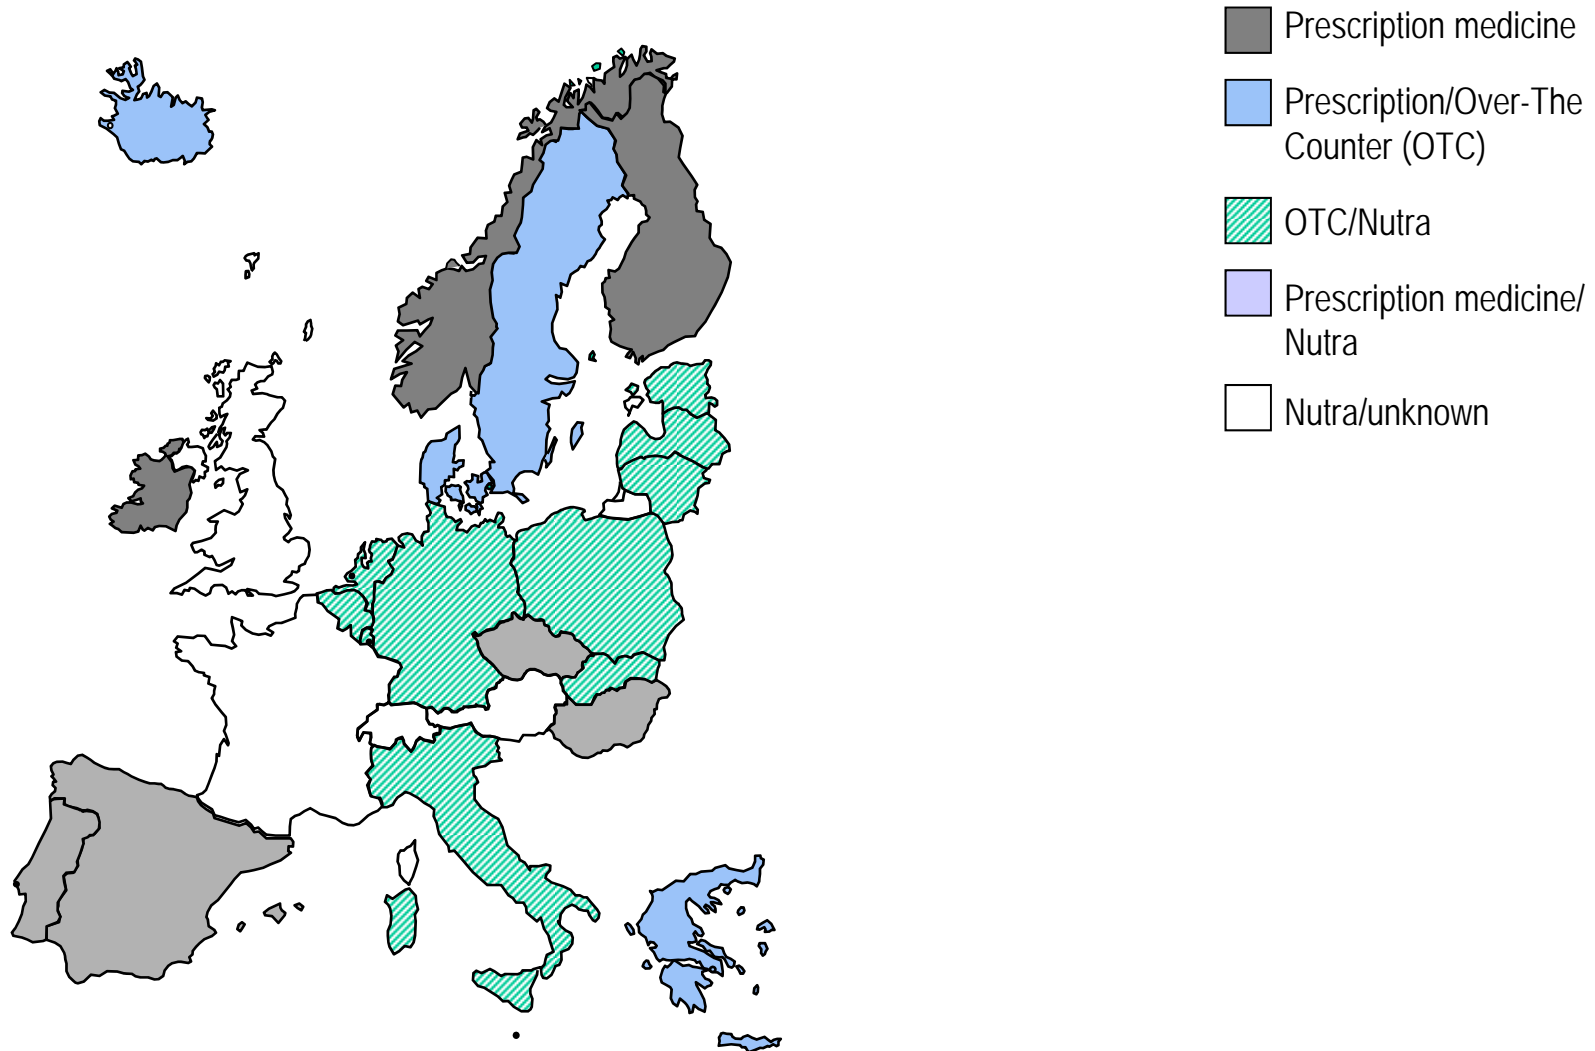 Prescription medicine
Prescription/Over-The
Counter (OTC)
OTC/Nutra
Prescription medicine/
Nutra
Nutra/unknown